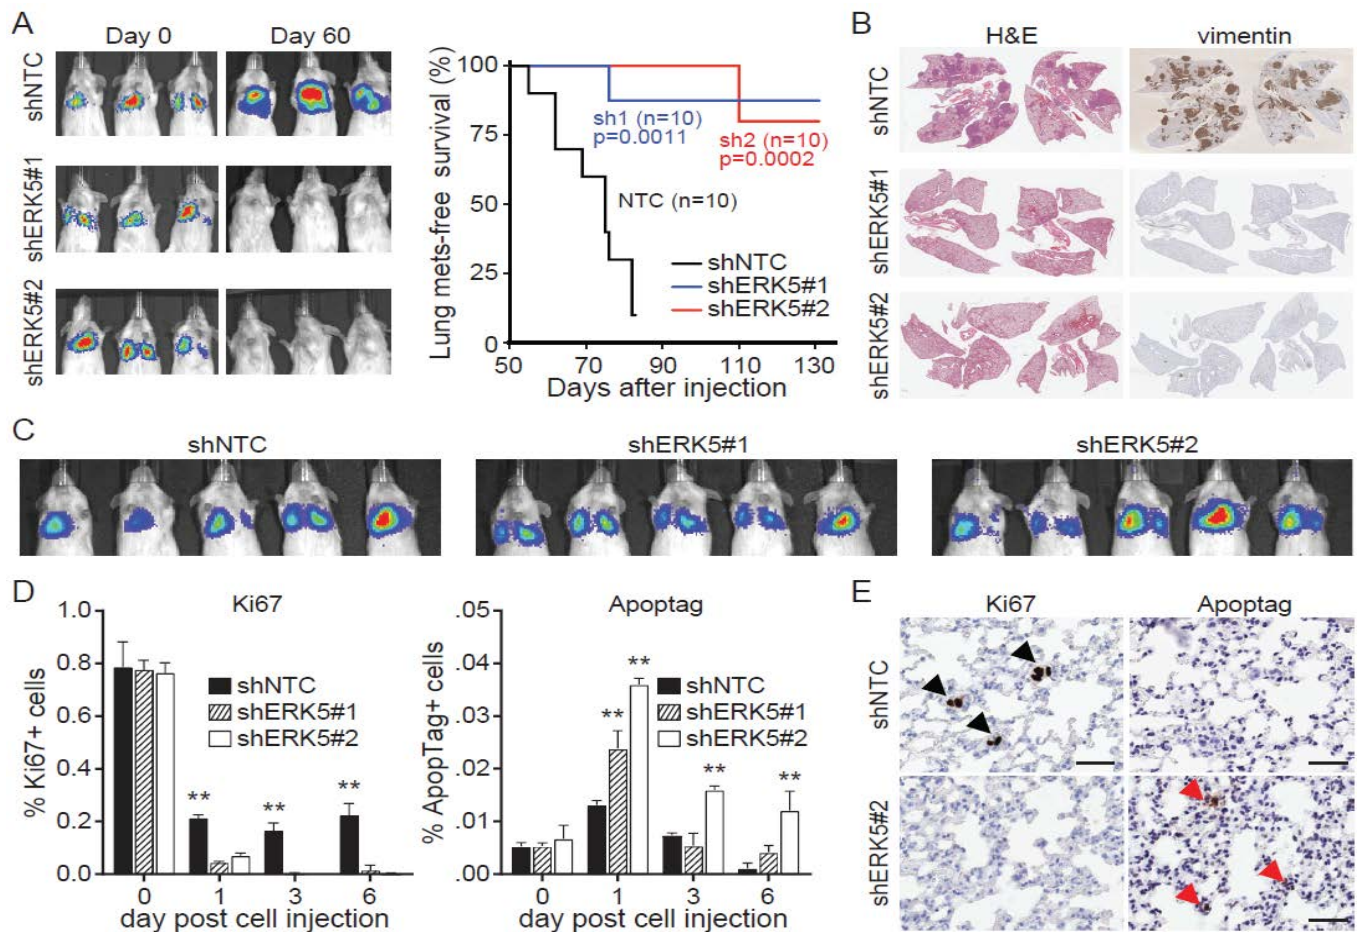 A
Day 0
Day 60
shNTC
shERK5#1
shERK5#2
Lung mets-free survival (%)
100
75
50
25
0
sh1 (n=10)
p=0.0011
sh2 (n=10)
p=0.0002
NTC (n=10)
shNTC
shERK5#1
shERK5#2
50
70
90
110
130
Days after injection
B
H&E
vimentin
shNTC
shERK5#1
shERK5#2
C
shNTC
shERK5#1
shERK5#2
D
Ki67
% Ki67+ cells
1.0
0.8
0.6
0.4
0.2
0.0
shNTC
shERK5#1
shERK5#2
**
**
**
0
1
3
6
day post cell injection
Apoptag
% ApopTag+ cells
.05
.04
.03
.02
.01
.00
shNTC
shERK5#1
shERK5#2
**
**
**
**
0
1
3
6
day post cell injection
E
Ki67
Apoptag
shNTC
shERK5#2